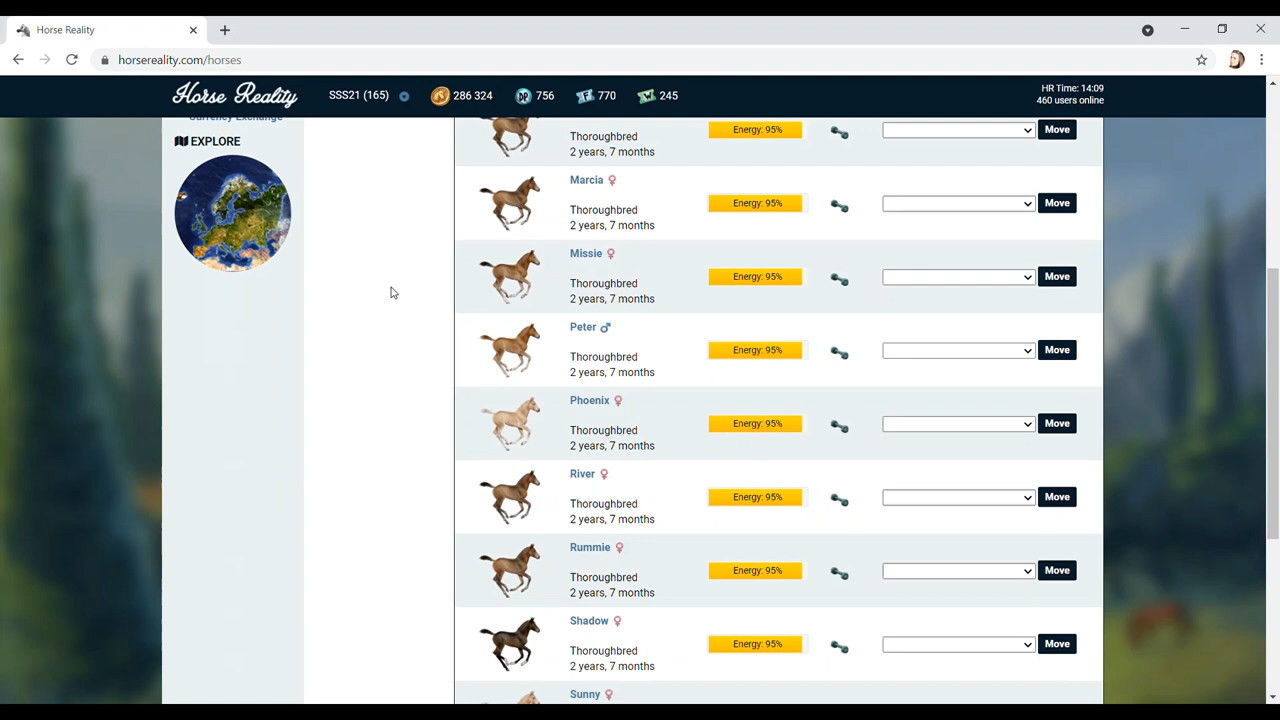 Horse Reality
horsereality.com/horses
Horse Reality
SSS21 (165)
286 324
DP
756
F
770
W
245
HR Time: 14:09
460 users online
Currency Exchange
EXPLORE
Thoroughbred
2 years, 7 months
Energy: 95%
Move
Marcia ♀
Thoroughbred
2 years, 7 months
Energy: 95%
Move
Missie ♀
Thoroughbred
2 years, 7 months
Energy: 95%
Move
Peter ♂
Thoroughbred
2 years, 7 months
Energy: 95%
Move
Phoenix ♀
Thoroughbred
2 years, 7 months
Energy: 95%
Move
River ♀
Thoroughbred
2 years, 7 months
Energy: 95%
Move
Rummie ♀
Thoroughbred
2 years, 7 months
Energy: 95%
Move
Shadow ♀
Thoroughbred
2 years, 7 months
Energy: 95%
Move
Sunny ♀